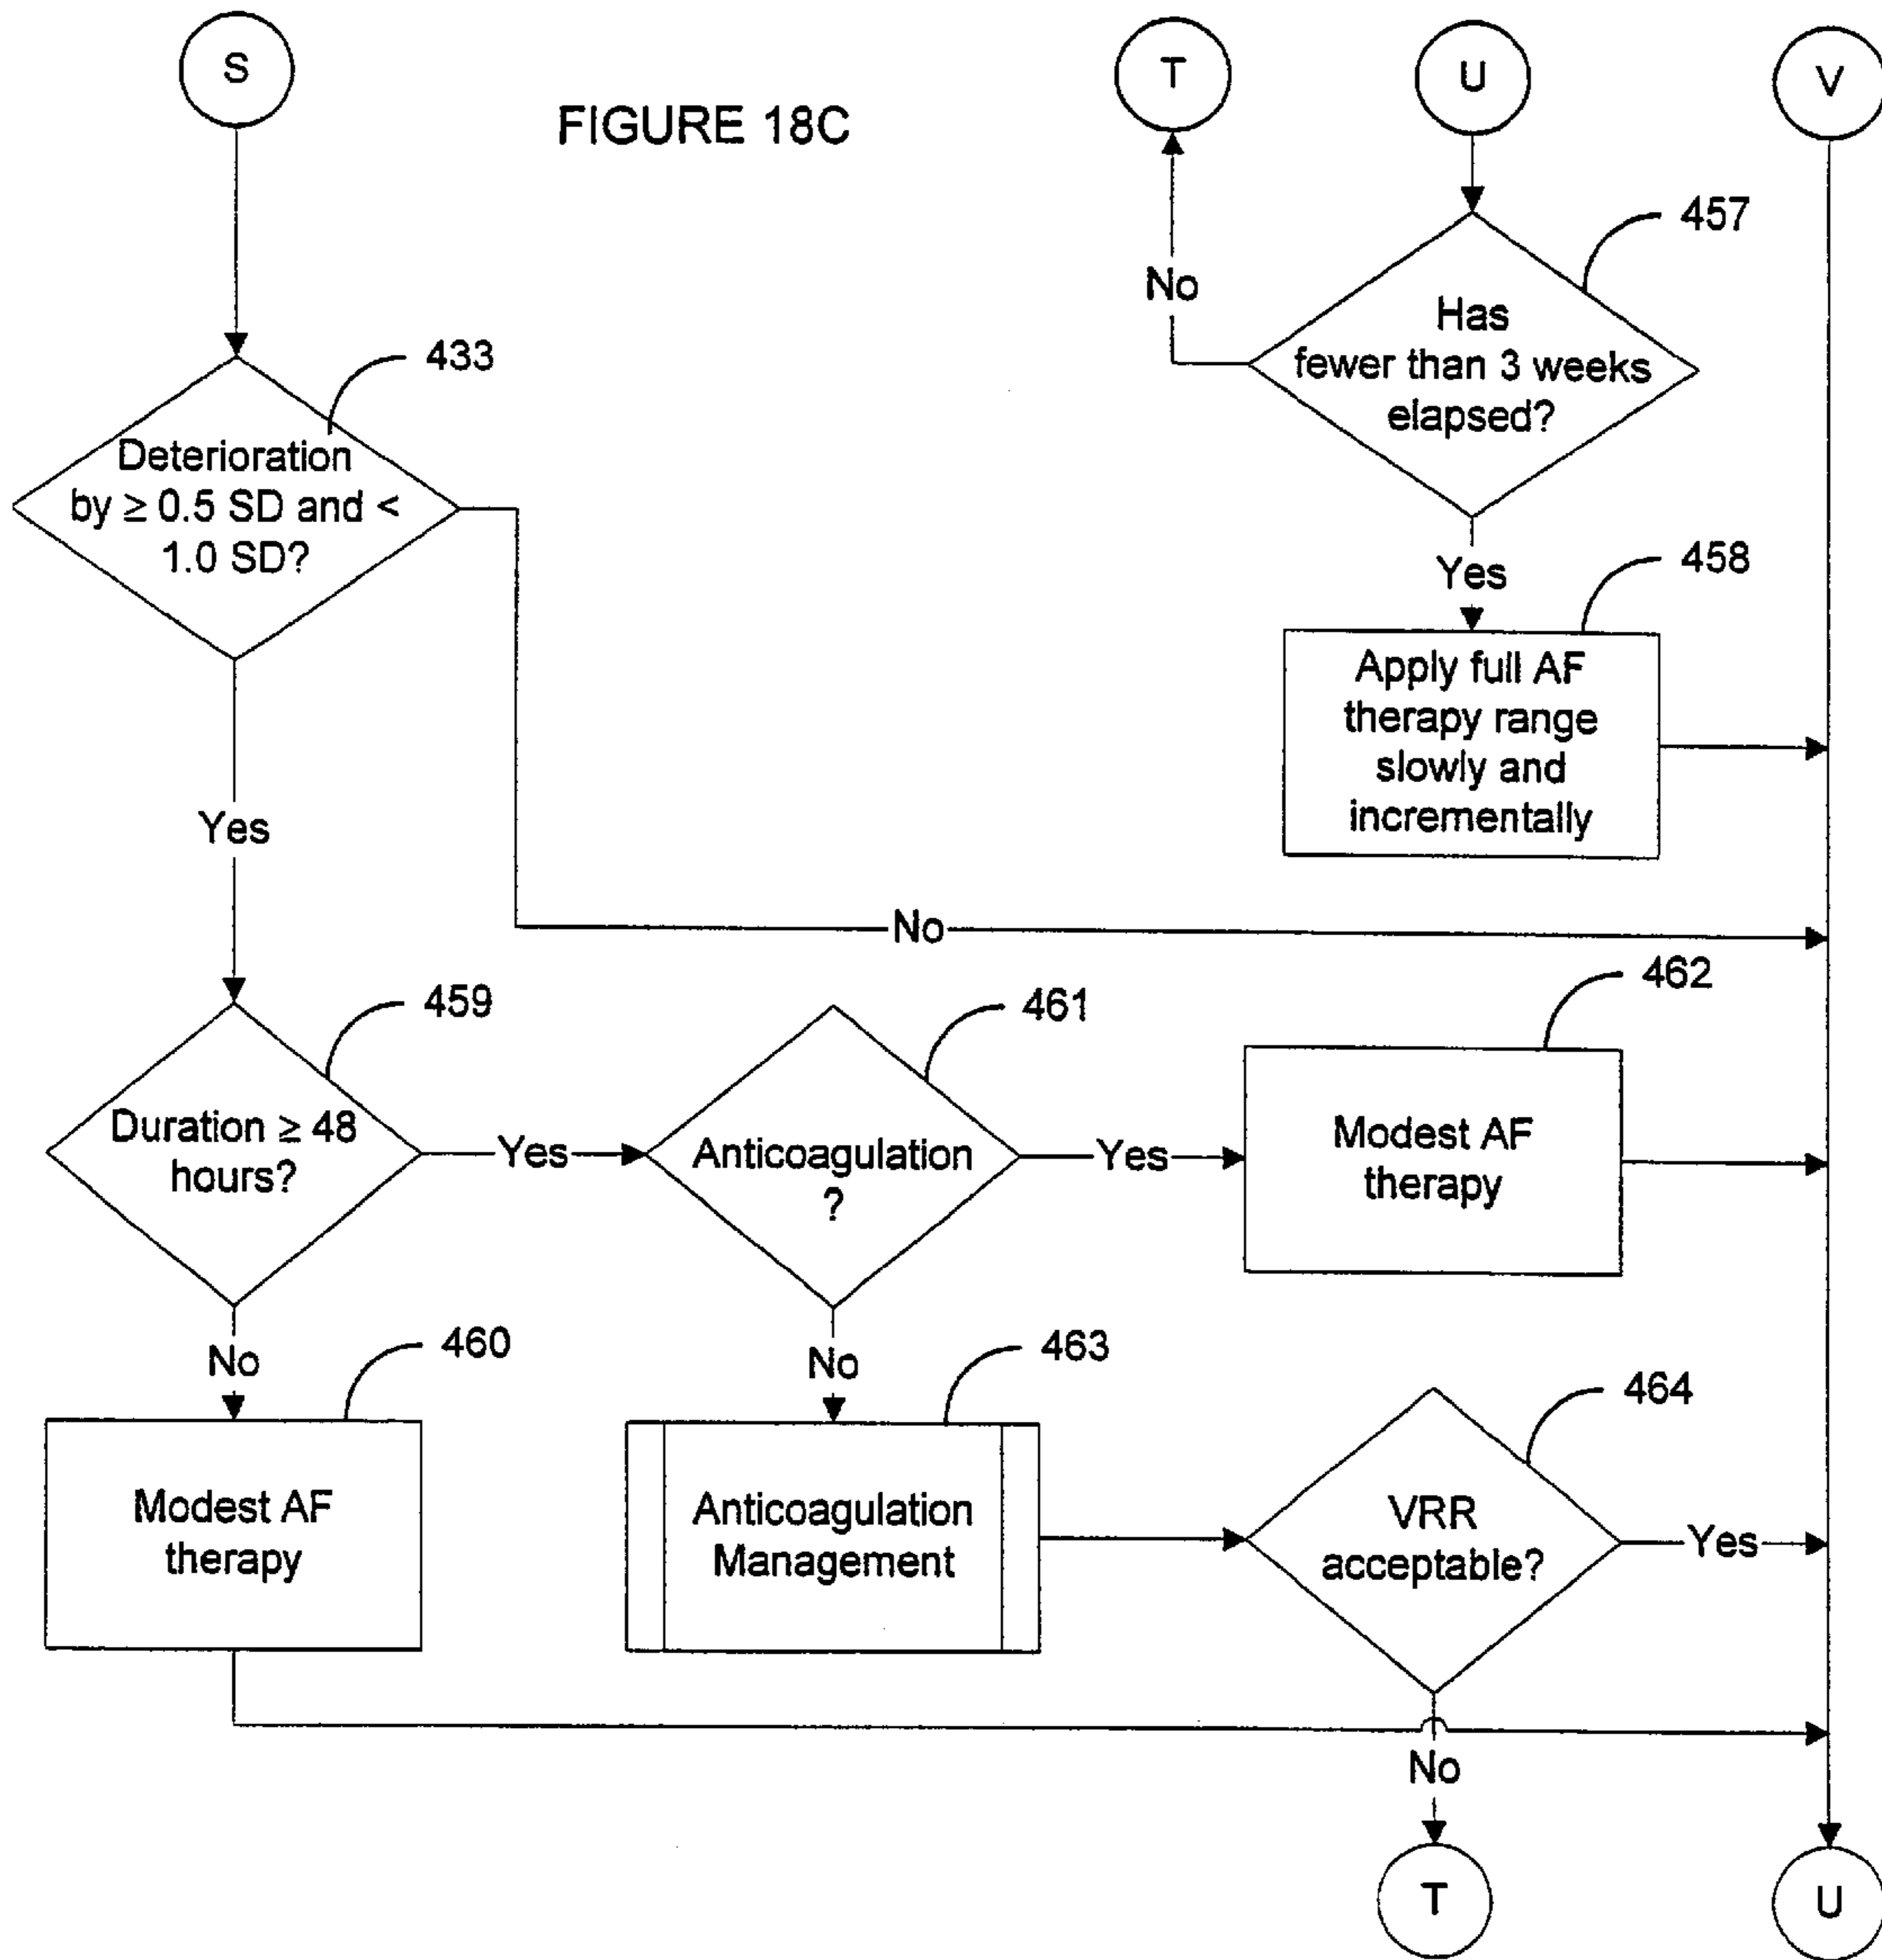 S
FIGURE 18C
T
U
V
457
No
Has
fewer than 3 weeks
elapsed?
433
Deterioration
by ≥ 0.5 SD and <
1.0 SD?
Yes
458
Apply full AF
therapy range
slowly and
incrementally
Yes
No
459
Duration ≥ 48
hours?
Yes
461
Anticoagulation
?
Yes
462
Modest AF
therapy
No
460
Modest AF
therapy
No
463
Anticoagulation
Management
464
VRR
acceptable?
Yes
No
T
U